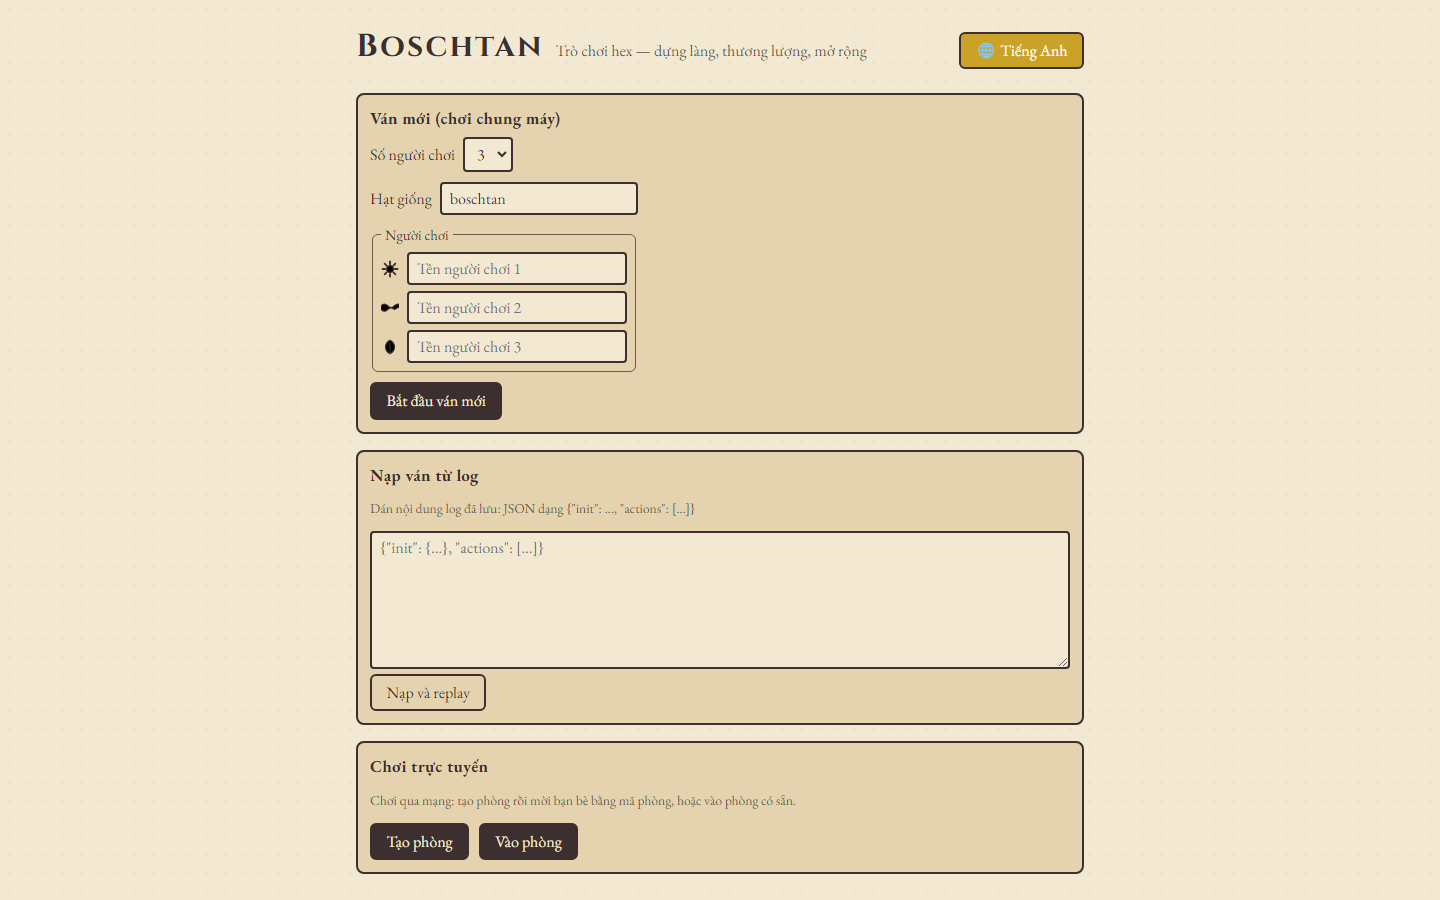 Boschtan
Trò chơi hex — dựng làng, thương lượng, mở rộng
🌐 Tiếng Anh
Ván mới (chơi chung máy)
Số người chơi 3
Hạt giống boschtan
Người chơi
Tên người chơi 1
Tên người chơi 2
Tên người chơi 3
Bắt đầu ván mới
Nạp ván từ log
Dán nội dung log đã lưu: JSON dạng {"init": ..., "actions": [...]}
{"init": {...}, "actions": [...]}
Nạp và replay
Chơi trực tuyến
Chơi qua mạng: tạo phòng rồi mời bạn bè bằng mã phòng, hoặc vào phòng có sẵn.
Tạo phòng
Vào phòng